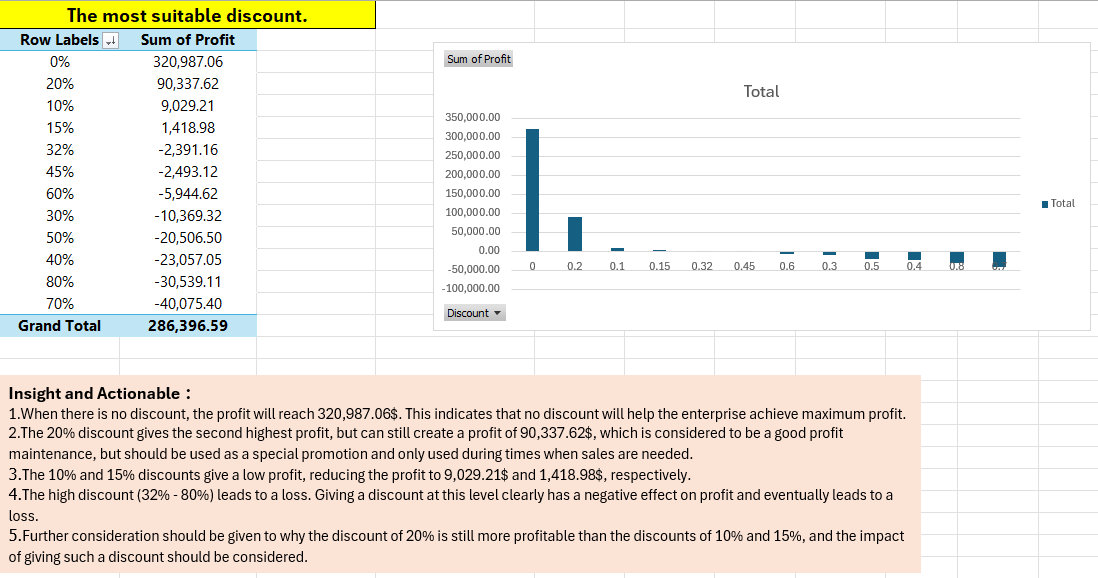 The most suitable discount.
Row Labels Sum of Profit
0% 320,987.06
20% 90,337.62
10% 9,029.21
15% 1,418.98
32% -2,391.16
45% -2,493.12
60% -5,944.62
30% -10,369.32
50% -20,506.50
40% -23,057.05
80% -30,539.11
70% -40,075.40
Grand Total 286,396.59
Sum of Profit
Total
350,000.00
300,000.00
250,000.00
200,000.00
150,000.00
100,000.00
50,000.00
0.00
-50,000.00
-100,000.00
0 0.2 0.1 0.15 0.32 0.45 0.6 0.3 0.5 0.4 0.8 0.7
Total
Discount
Insight and Actionable :
1.When there is no discount, the profit will reach 320,987.06$. This indicates that no discount will help the enterprise achieve maximum profit.
2.The 20% discount gives the second highest profit, but can still create a profit of 90,337.62$, which is considered to be a good profit
maintenance, but should be used as a special promotion and only used during times when sales are needed.
3.The 10% and 15% discounts give a low profit, reducing the profit to 9,029.21$ and 1,418.98$, respectively.
4.The high discount (32% - 80%) leads to a loss. Giving a discount at this level clearly has a negative effect on profit and eventually leads to a
loss.
5.Further consideration should be given to why the discount of 20% is still more profitable than the discounts of 10% and 15%, and the impact
of giving such a discount should be considered.